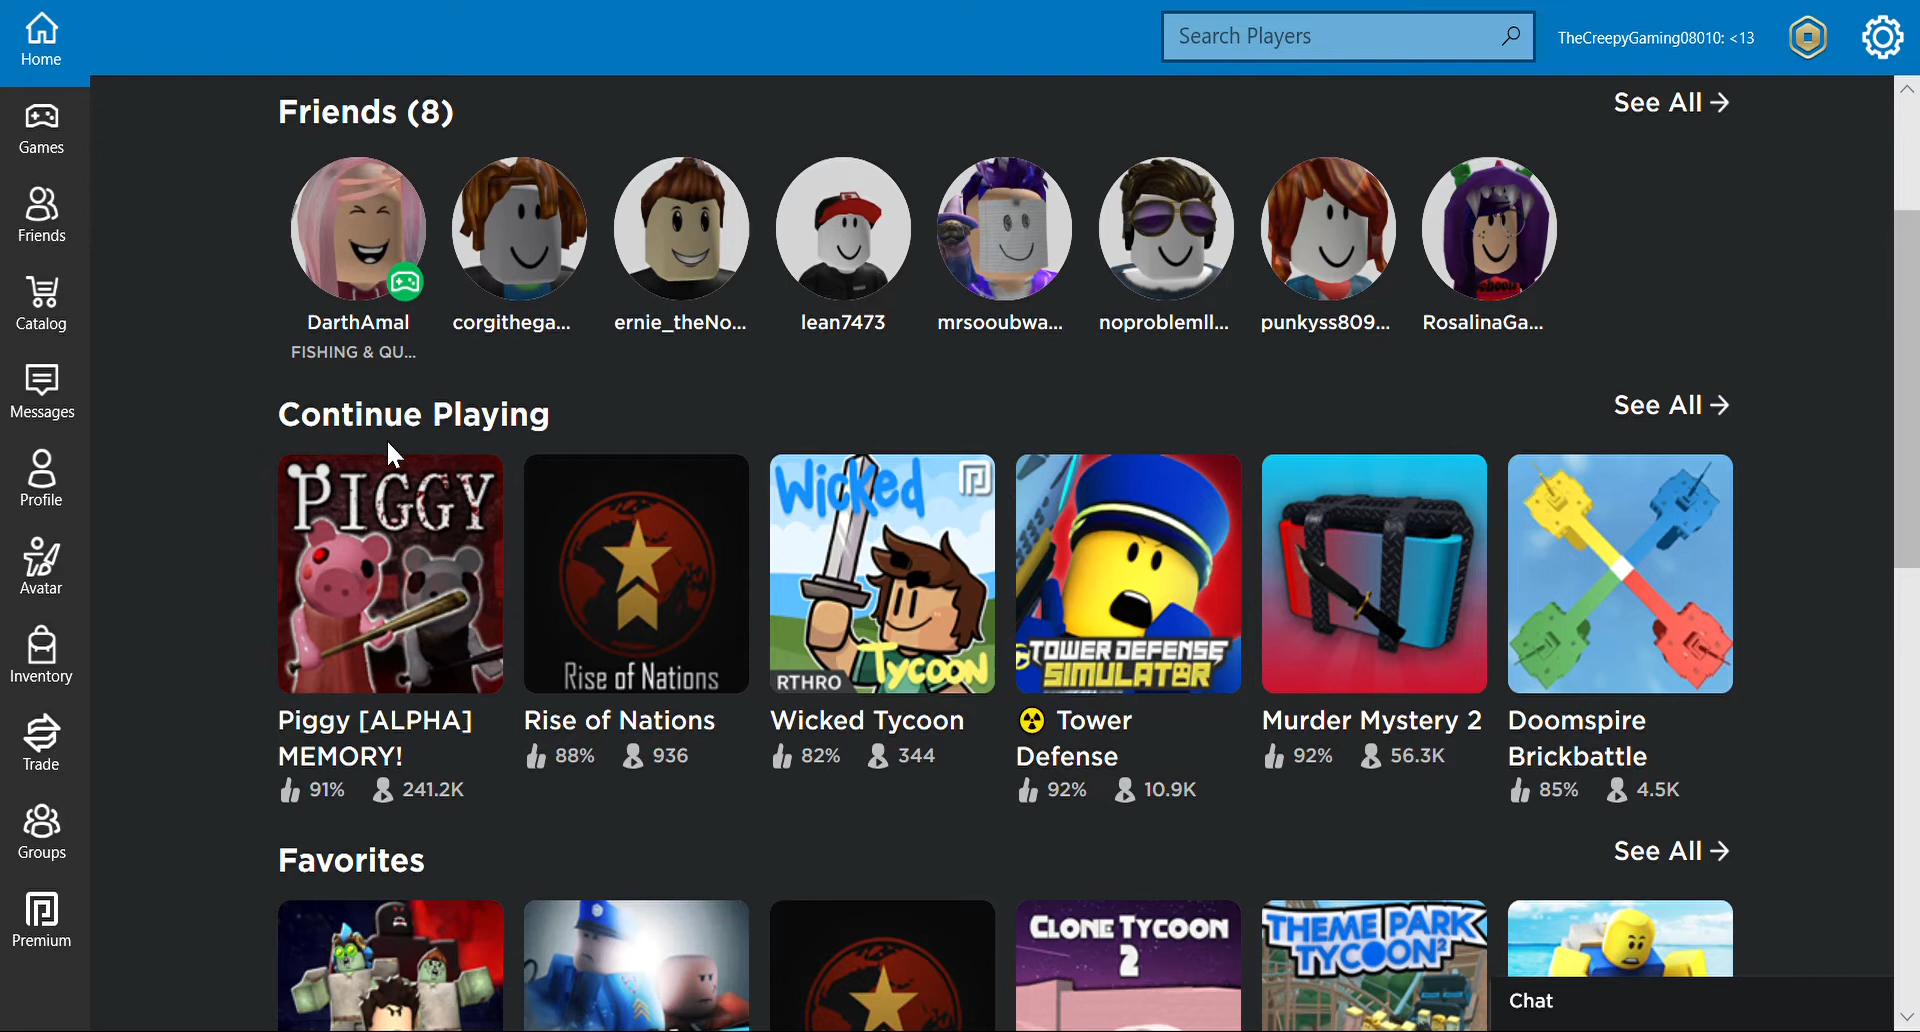 Home
Search Players
TheCreepyGaming08010: <13
Games
Friends
Catalog
Messages
Profile
Avatar
Inventory
Trade
Groups
Premium
Friends (8)
See All →
DarthAmal
corgithega...
ernie_theNo...
lean7473
mrsooubwa...
noproblemll...
punkyss809...
RosalinaGa...
FISHING & QU...
Continue Playing
See All →
PIGGY
Rise of Nations
Wicked
Tycoon
RTHRO
TOWER DEFENSE
SIMULATOR
Piggy [ALPHA]
MEMORY!
91% 241.2K
Rise of Nations
88% 936
Wicked Tycoon
82% 344
Tower
Defense
92% 10.9K
Murder Mystery 2
92% 56.3K
Doomspire
Brickbattle
85% 4.5K
Favorites
See All →
CLONE TYCOON
2
THEME PARK
TYCOON 2
Chat